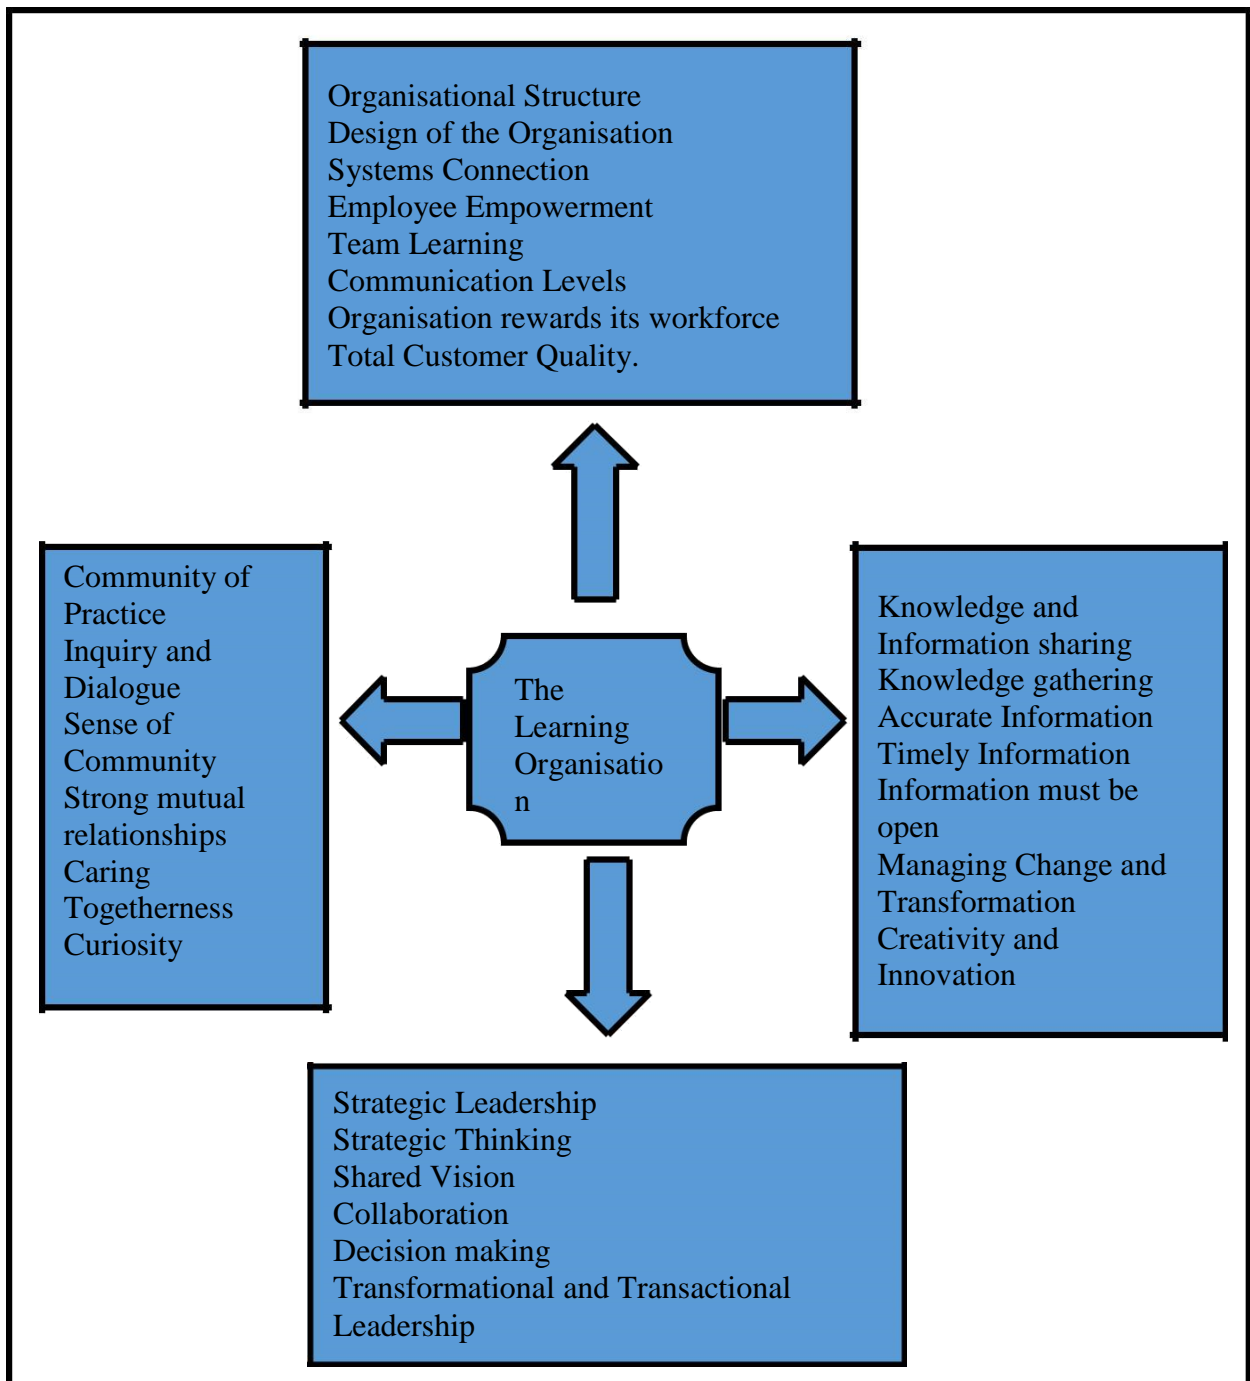 Organisational Structure
Design of the Organisation
Systems Connection
Employee Empowerment
Team Learning
Communication Levels
Organisation rewards its workforce
Total Customer Quality.
Community of
Practice
Inquiry and
Dialogue
Sense of
Community
Strong mutual
relationships
Caring
Togetherness
Curiosity
The
Learning
Organisatio
n
Knowledge and
Information sharing
Knowledge gathering
Accurate Information
Timely Information
Information must be
open
Managing Change and
Transformation
Creativity and
Innovation
Strategic Leadership
Strategic Thinking
Shared Vision
Collaboration
Decision making
Transformational and Transactional
Leadership